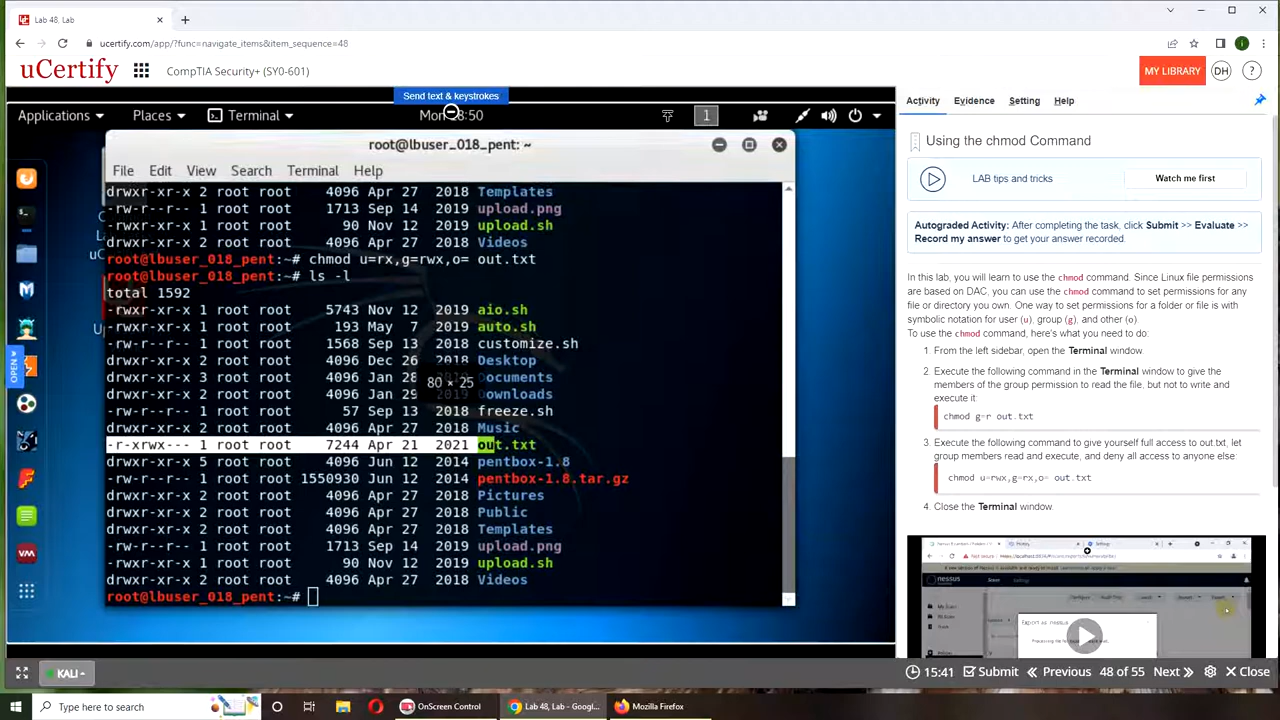 Lab 48, Lab
ucertify.com/app/?func=navigate_items&item_sequence=48
uCertify
CompTIA Security+ (SY0-601)
MY LIBRARY
DH
?
Send text & keystrokes
Applications
Places
Terminal
1
root@lbuser_018_pent: ~
File Edit View Search Terminal Help
drwxr-xr-x 2 root root 4096 Apr 27 2018 Templates
-rw-r--r-- 1 root root 1713 Sep 14 2019 upload.png
-rw-r--r-- 1 root root 90 Nov 12 2019 upload.sh
drwxr-xr-x 2 root root 4096 Apr 27 2018 Videos
root@lbuser_018_pent:~# chmod u=rx,g=rwx,o= out.txt
root@lbuser_018_pent:~# ls -l
total 1592
-rwxr-xr-x 1 root root 5743 Nov 12 2019 aio.sh
-rwxr-xr-x 1 root root 193 May 7 2019 auto.sh
-rw-r--r-- 1 root root 1568 Sep 13 2018 customize.sh
drwxr-xr-x 2 root root 4096 Dec 26 2018 Desktop
drwxr-xr-x 3 root root 4096 Jan 28 Documents
80 × 25
drwxr-xr-x 2 root root 4096 Jan 29 Downloads
-rw-r--r-- 1 root root 57 Sep 13 2018 freeze.sh
drwxr-xr-x 2 root root 4096 Apr 27 2018 Music
-r-xrwx--- 1 root root 7244 Apr 21 2021 out.txt
drwxr-xr-x 5 root root 4096 Jun 12 2014 pentbox-1.8
-rw-r--r-- 1 root root 1550930 Jun 12 2014 pentbox-1.8.tar.gz
drwxr-xr-x 2 root root 4096 Apr 27 2018 Pictures
drwxr-xr-x 2 root root 4096 Apr 27 2018 Public
drwxr-xr-x 2 root root 4096 Apr 27 2018 Templates
-rw-r--r-- 1 root root 1713 Sep 14 2019 upload.png
-rw-r--r-- 1 root root 90 Nov 12 2019 upload.sh
drwxr-xr-x 2 root root 4096 Apr 27 2018 Videos
root@lbuser_018_pent:~#
OPEN
KALI
Activity Evidence Setting Help
Using the chmod Command
LAB tips and tricks
Watch me first
Autograded Activity: After completing the task, click Submit >> Evaluate >>
Record my answer to get your answer recorded.
In this lab, you will learn to use the chmod command. Since Linux file permissions
are based on DAC, you can use the chmod command to set permissions for any
file or directory you own. One way to set permissions for a folder or file is with
symbolic notation for user (u), group (g), and other (o)
To use the chmod command, here's what you need to do:
1. From the left sidebar, open the Terminal window.
2. Execute the following command in the Terminal window to give the
members of the group permission to read the file, but not to write and
execute it:
chmod g=r out.txt
3. Execute the following command to give yourself full access to out.txt, let
group members read and execute, and deny all access to anyone else:
chmod u=rwx,g=rx,o= out.txt
4. Close the Terminal window.
nessus
15:41 Submit Previous 48 of 55 Next Close
Type here to search
OnScreen Control
Lab 48, Lab - Googl...
Mozilla Firefox